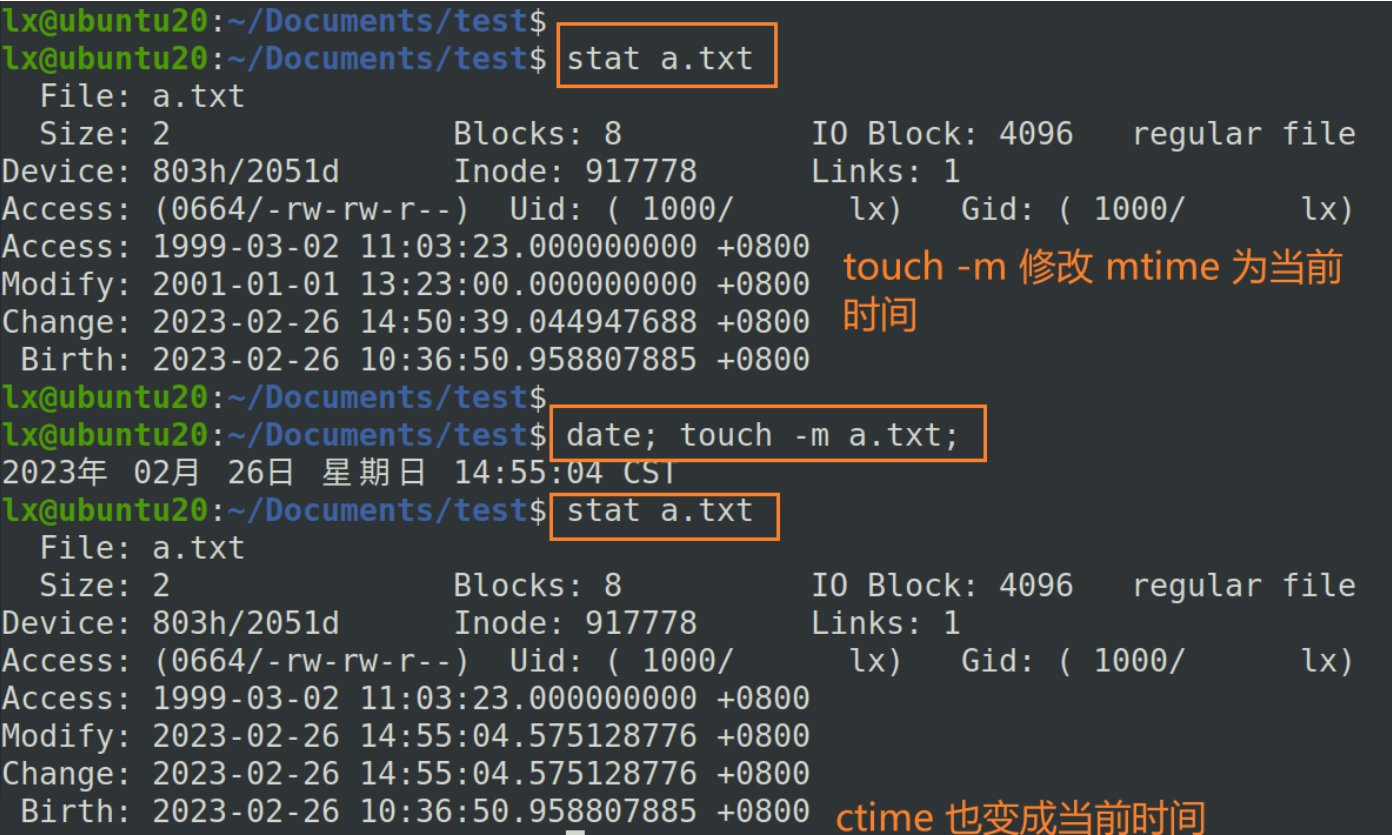 lx@ubuntu20:~/Documents/test$
lx@ubuntu20:~/Documents/test$ stat a.txt
  File: a.txt
  Size: 2               Blocks: 8          IO Block: 4096   regular file
Device: 803h/2051d      Inode: 917778      Links: 1
Access: (0664/-rw-rw-r--)  Uid: ( 1000/      lx)   Gid: ( 1000/      lx)
Access: 1999-03-02 11:03:23.000000000 +0800
Modify: 2001-01-01 13:23:00.000000000 +0800
Change: 2023-02-26 14:50:39.044947688 +0800
 Birth: 2023-02-26 10:36:50.958807885 +0800
touch -m 修改 mtime 为当前
时间
lx@ubuntu20:~/Documents/test$
lx@ubuntu20:~/Documents/test$ date; touch -m a.txt;
2023年 02月 26日 星期日 14:55:04 CST
lx@ubuntu20:~/Documents/test$ stat a.txt
  File: a.txt
  Size: 2               Blocks: 8          IO Block: 4096   regular file
Device: 803h/2051d      Inode: 917778      Links: 1
Access: (0664/-rw-rw-r--)  Uid: ( 1000/      lx)   Gid: ( 1000/      lx)
Access: 1999-03-02 11:03:23.000000000 +0800
Modify: 2023-02-26 14:55:04.575128776 +0800
Change: 2023-02-26 14:55:04.575128776 +0800
 Birth: 2023-02-26 10:36:50.958807885 +0800
ctime 也变成当前时间